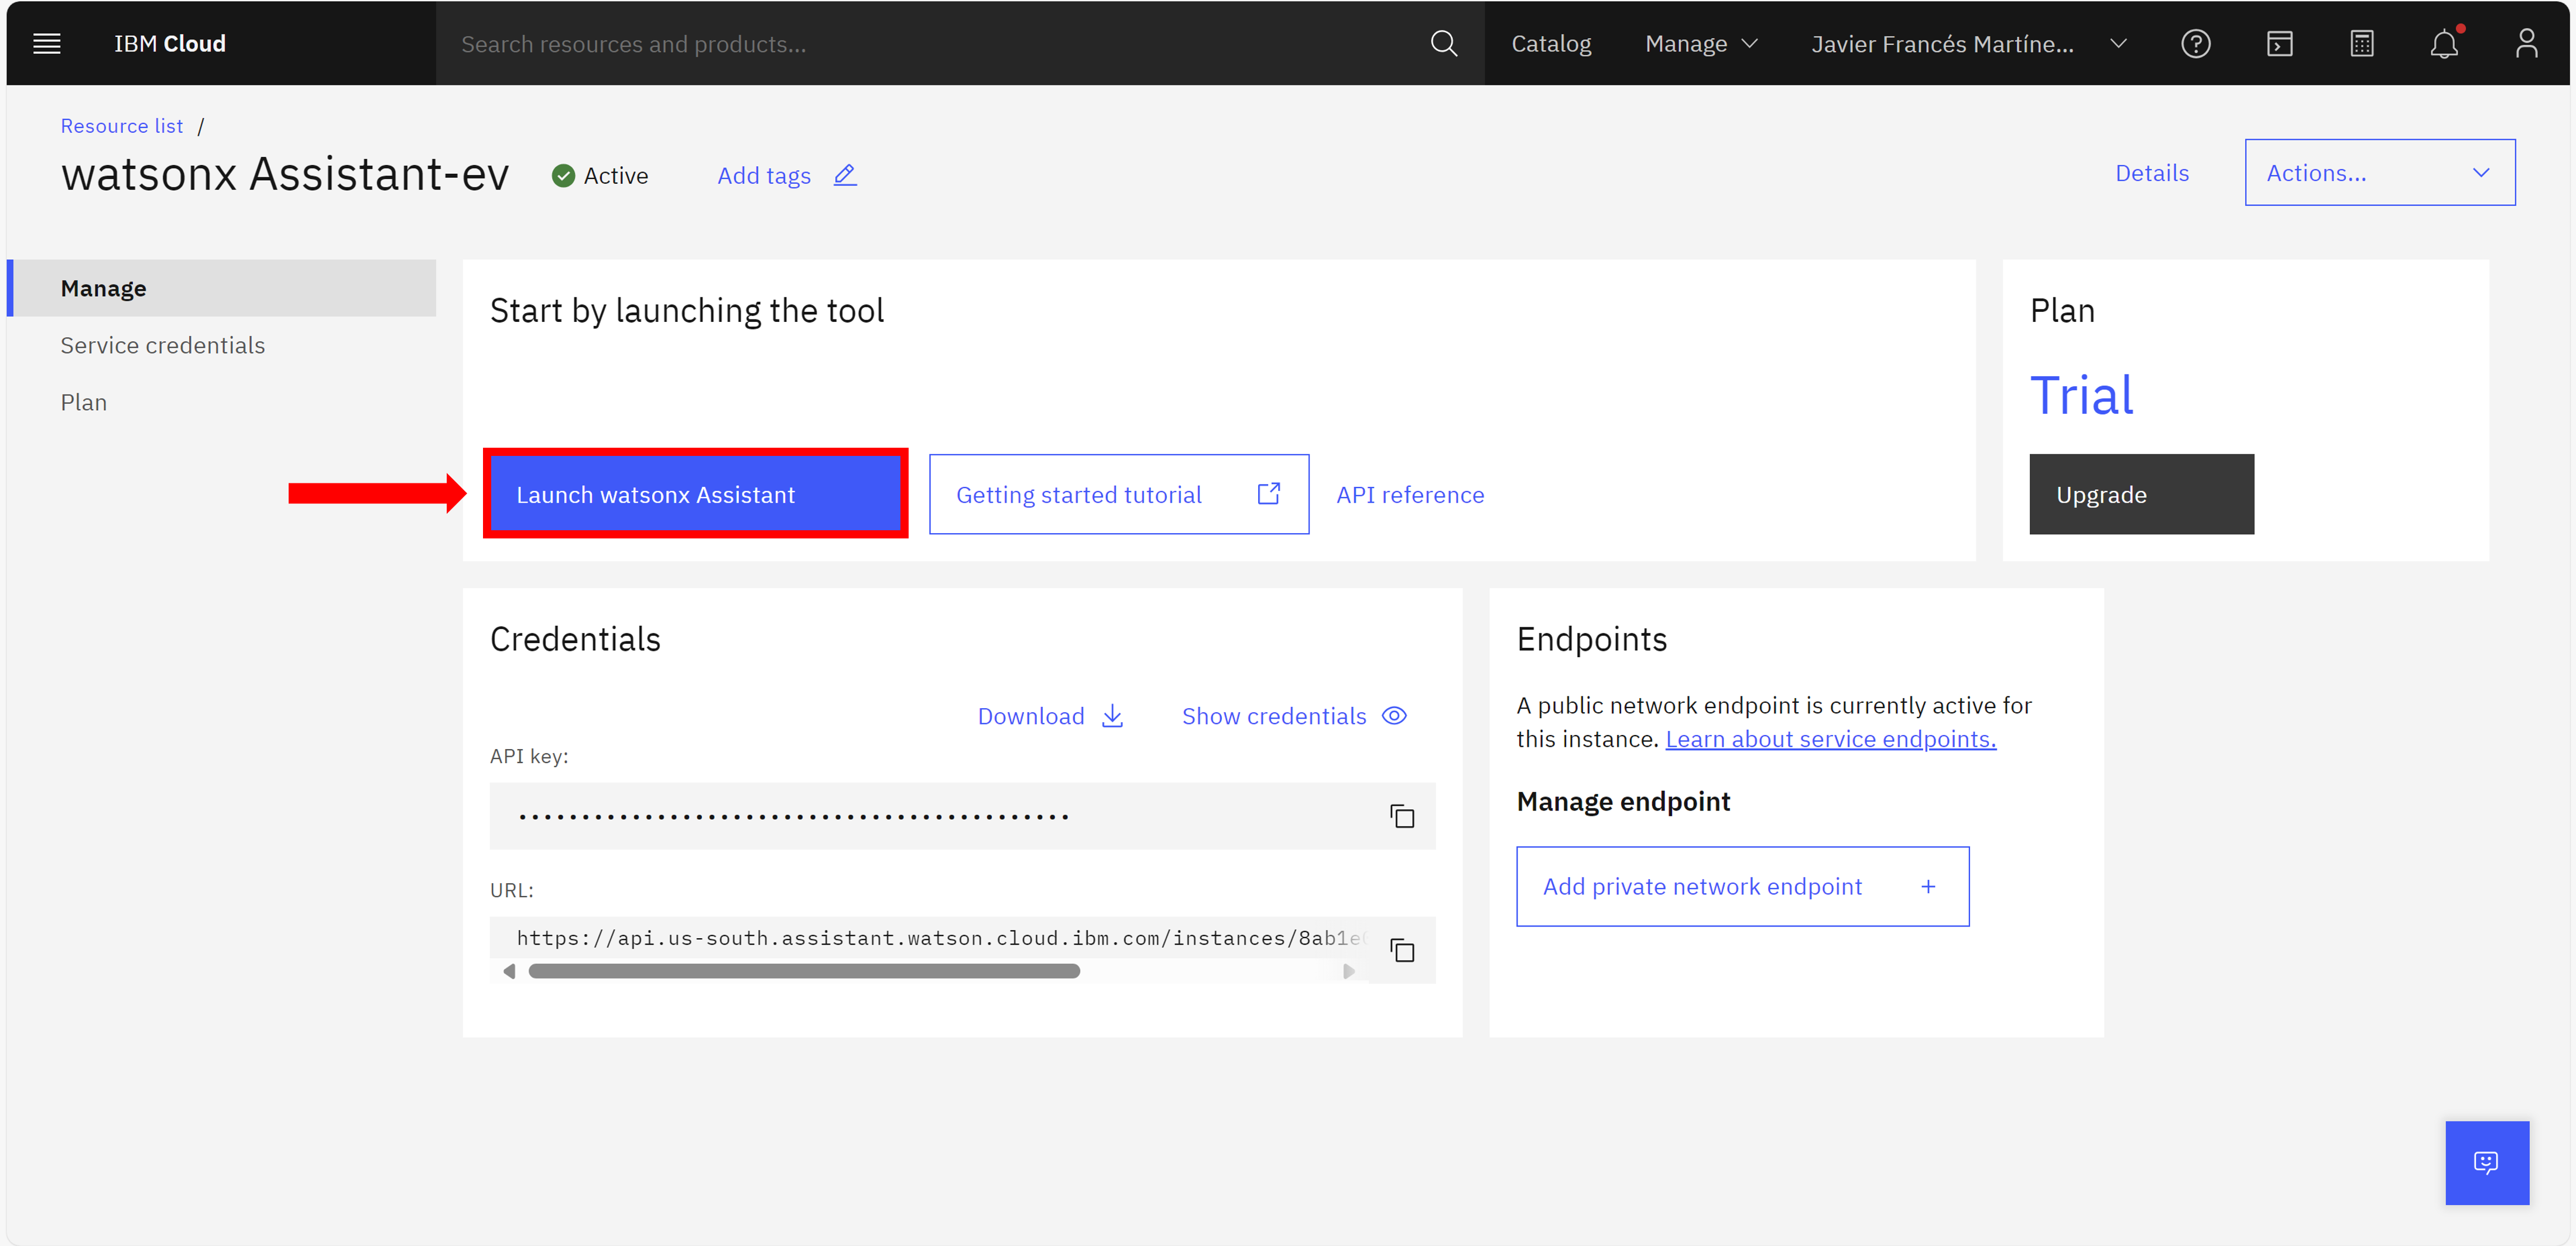 IBM Cloud
Search resources and products...
Catalog
Manage
Javier Francés Martíne...
Resource list /
watsonx Assistant-ev
Active
Add tags
Details
Actions...
Manage
Service credentials
Plan
Start by launching the tool
Launch watsonx Assistant
Getting started tutorial
API reference
Plan
Trial
Upgrade
Credentials
Download
Show credentials
API key:
••••••••••••••••••••••••••••••••••••••••••••
URL:
https://api.us-south.assistant.watson.cloud.ibm.com/instances/8ab1e
Endpoints
A public network endpoint is currently active for
this instance. Learn about service endpoints.
Manage endpoint
Add private network endpoint +